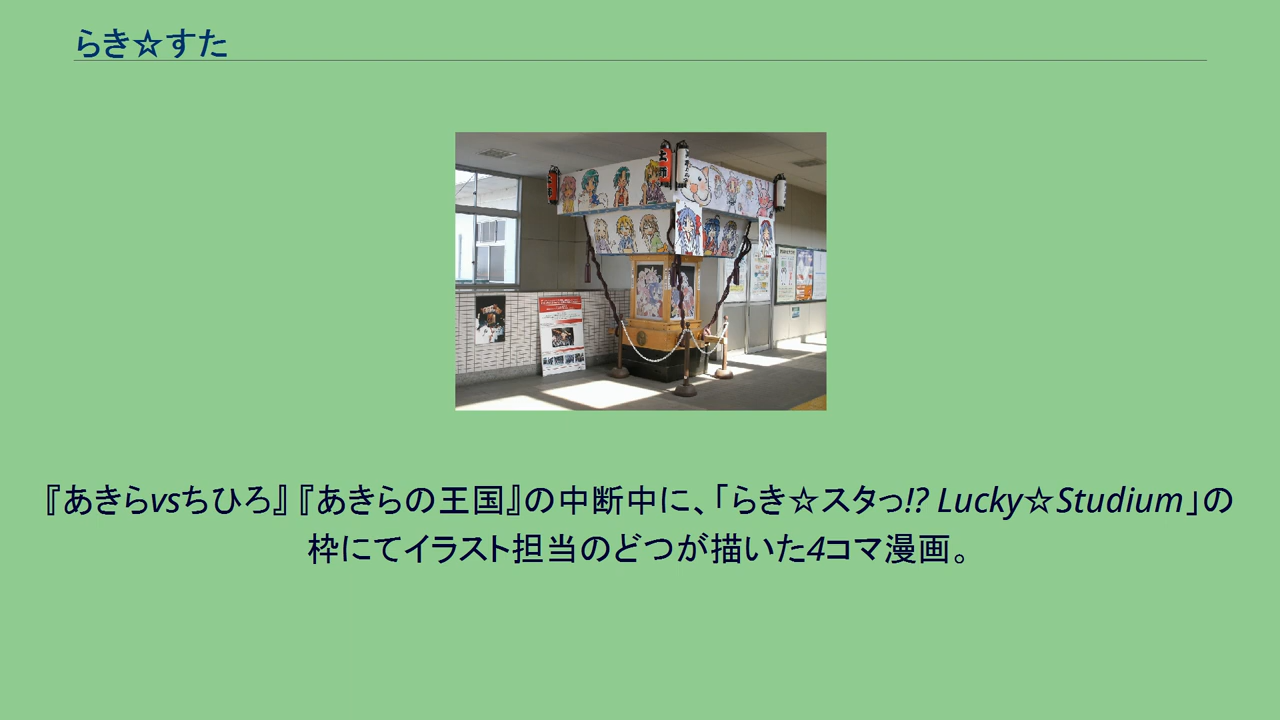 らき☆すた
『あきらvsちひろ』『あきらの王国』の中断中に、「らき☆スタっ!? Lucky☆Studium」の
枠にてイラスト担当のどつが描いた4コマ漫画。